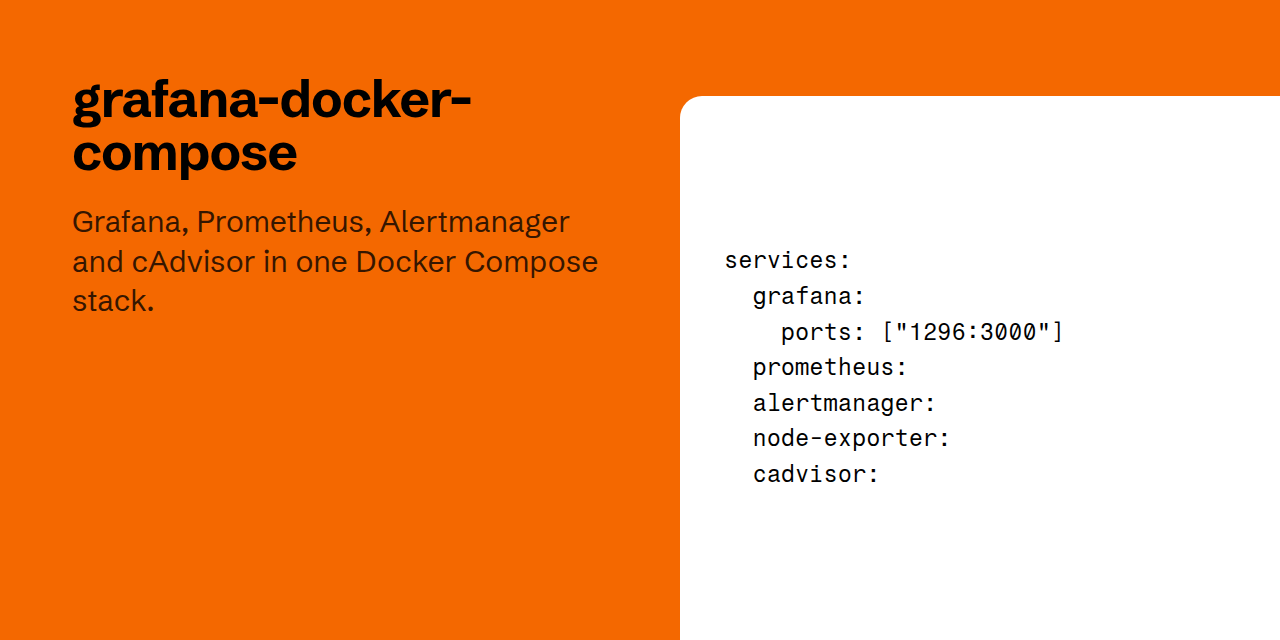 grafana-docker-
compose
Grafana, Prometheus, Alertmanager
and cAdvisor in one Docker Compose
stack.
services:
  grafana:
    ports: ["1296:3000"]
  prometheus:
  alertmanager:
  node-exporter:
  cadvisor: